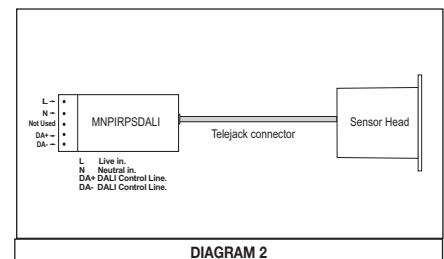 L
N
Not Used
DA+
DA-
MNPIRPSDALI
Telejack connector
Sensor Head
L Live in.
N Neutral in.
DA+ DALI Control Line.
DA- DALI Control Line.
DIAGRAM 2